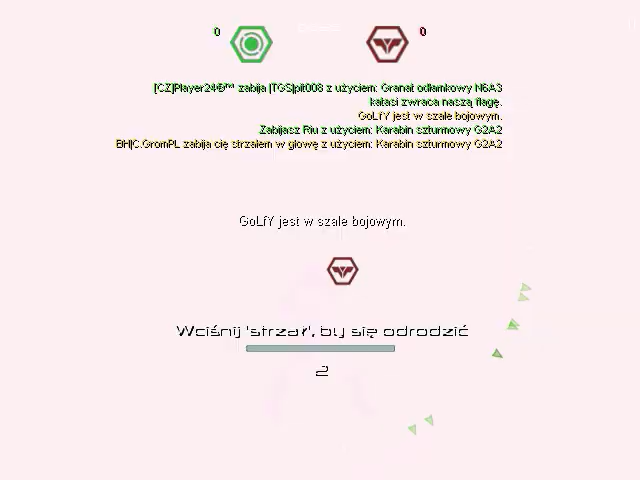 0 0
[CZ]Player24®™ zabija |TGS|pit008 z użyciem: Granat odłamkowy N6A3
katasi zwraca naszą flagę.
GoLfY jest w szale bojowym.
Zabijasz Riu z użyciem: Karabin szturmowy G2A2
BH|C.GromPL zabija cię strzałem w głowę z użyciem: Karabin szturmowy G2A2
GoLfY jest w szale bojowym.
Wciśnij 'strzał', by się odrodzić
2